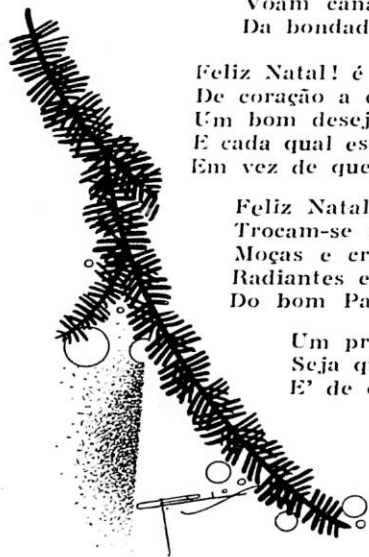 Voam cana
Da bondad
Feliz Natal! é
De coração a
Um bom desej
E cada qual es
Em vez de que
Feliz Natal
Trocam-se
Moças e cr
Radiantes e
Do bom Pa
Um pr
Seja qu
E' de